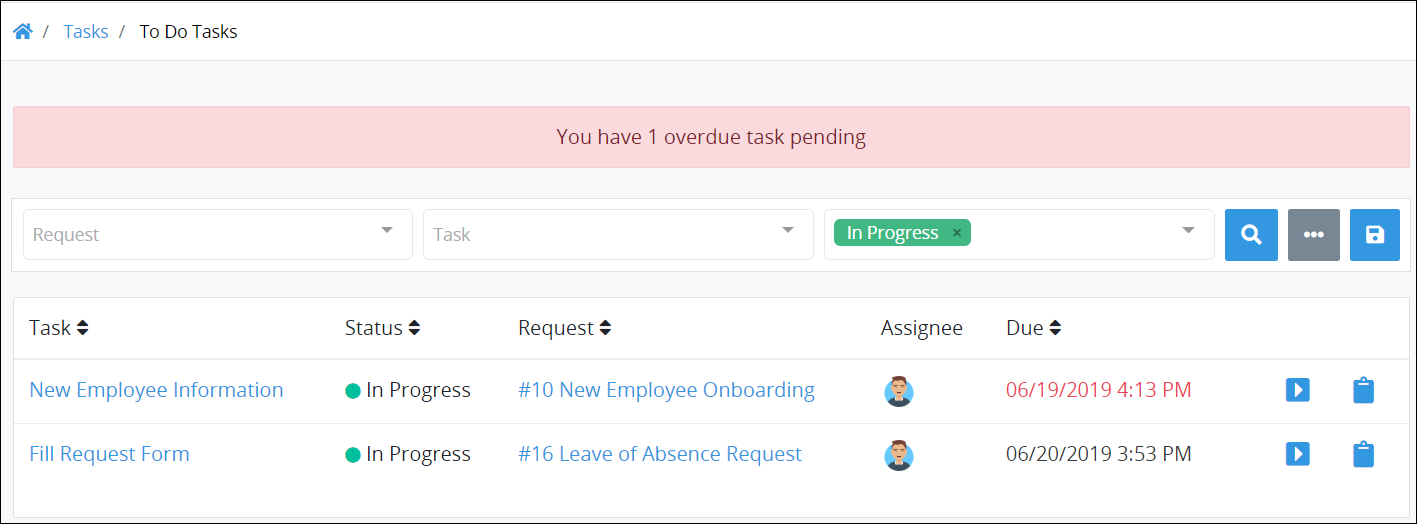 / Tasks / To Do Tasks
You have 1 overdue task pending
Request Task In Progress ×
Task Status Request Assignee Due
New Employee Information In Progress #10 New Employee Onboarding 06/19/2019 4:13 PM
Fill Request Form In Progress #16 Leave of Absence Request 06/20/2019 3:53 PM